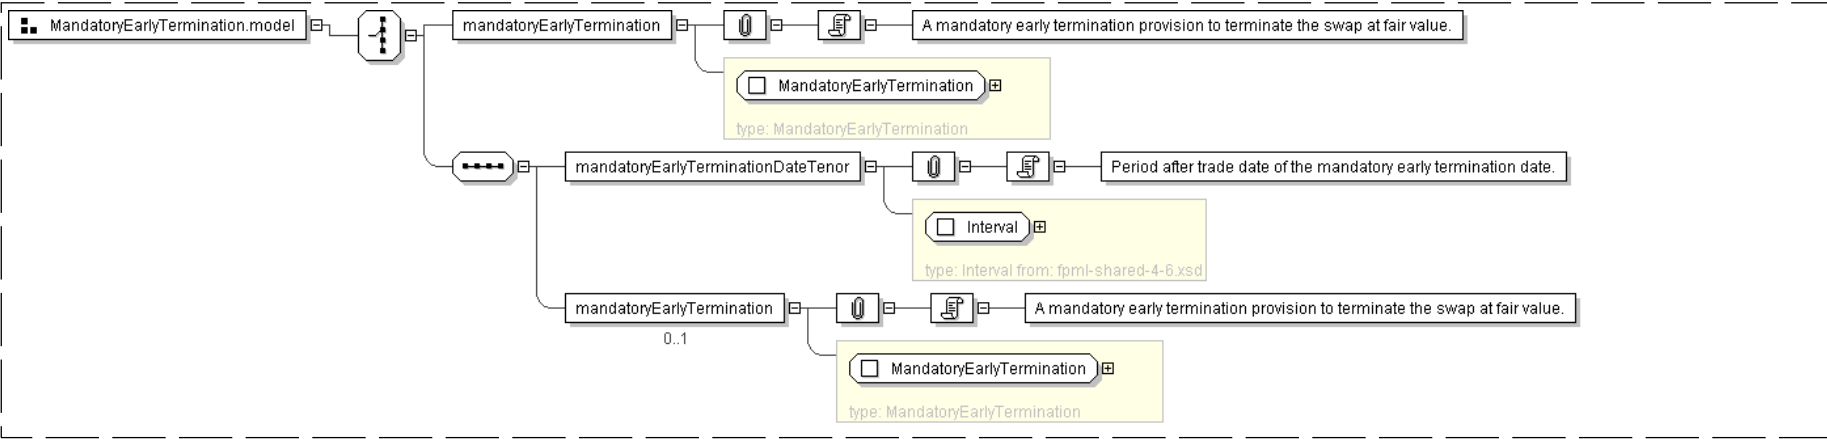 MandatoryEarlyTermination.model
mandatoryEarlyTermination
A mandatory early termination provision to terminate the swap at fair value.
MandatoryEarlyTermination
type: MandatoryEarlyTermination
mandatoryEarlyTerminationDateTenor
Period after trade date of the mandatory early termination date.
Interval
type: Interval from: fpml-shared-4-6.xsd
mandatoryEarlyTermination
A mandatory early termination provision to terminate the swap at fair value.
0..1
MandatoryEarlyTermination
type: MandatoryEarlyTermination